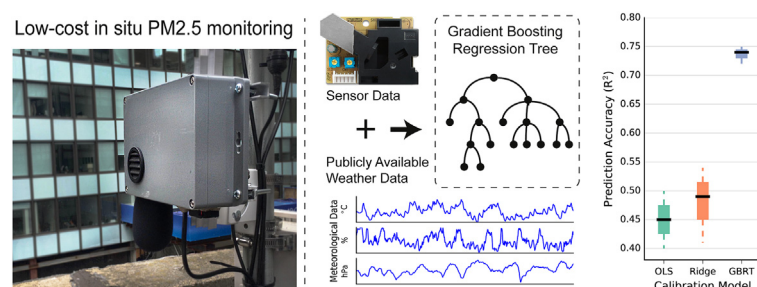 Low-cost in situ PM2.5 monitoring
Sensor Data
+
Publicly Available
Weather Data
Gradient Boosting
Regression Tree
Meteorological Data
°C
%
hPa
Prediction Accuracy (R²)
0.80
0.75
0.70
0.65
0.60
0.55
0.50
0.45
0.40
OLS
Ridge
GBRT
Calibration Model